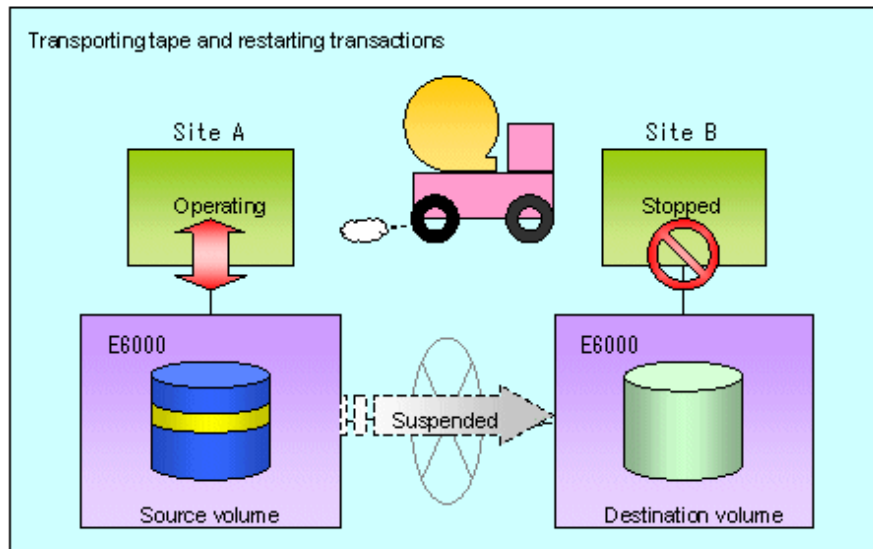 Transporting tape and restarting transactions
Site A
Site B
Operating
Stopped
E6000
E6000
Suspended
Source volume
Destination volume